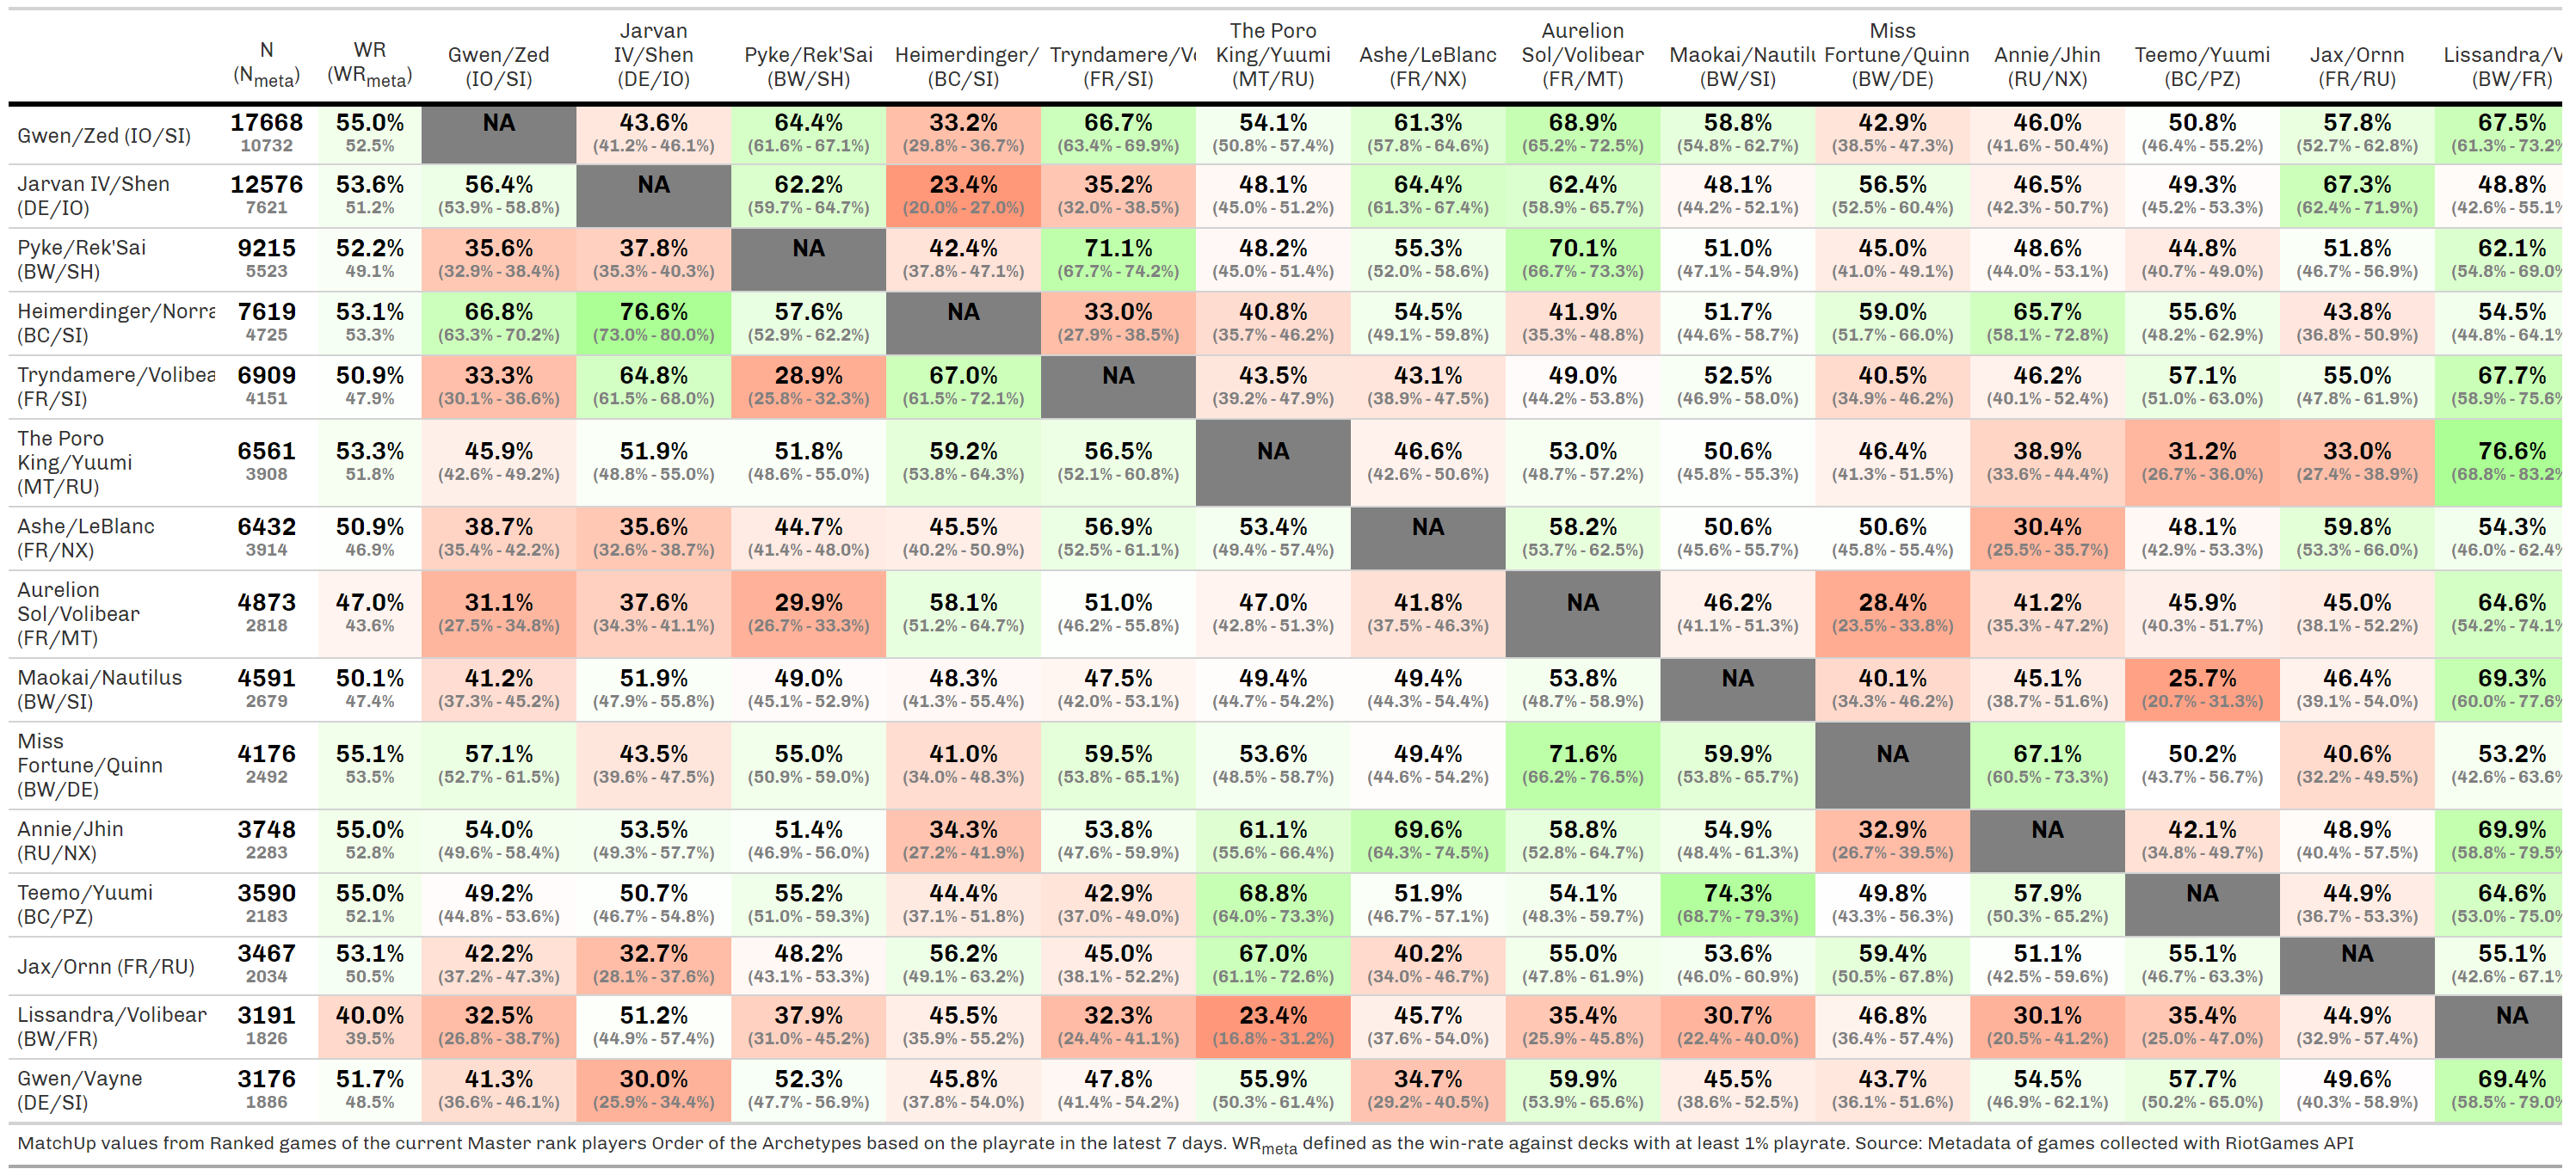 N (N_meta) WR (WR_meta) Gwen/Zed (IO/SI) Jarvan IV/Shen (DE/IO) Pyke/Rek'Sai (BW/SH) Heimerdinger/ (BC/SI) Tryndamere/Vo (FR/SI) The Poro King/Yuumi (MT/RU) Ashe/LeBlanc (FR/NX) Aurelion Sol/Volibear (FR/MT) Maokai/Nautilu (BW/SI) Miss Fortune/Quinn (BW/DE) Annie/Jhin (RU/NX) Teemo/Yuumi (BC/PZ) Jax/Ornn (FR/RU) Lissandra/V (BW/FR)
Gwen/Zed (IO/SI) 17668 55.0% NA 43.6% 64.4% 33.2% 66.7% 54.1% 61.3% 68.9% 58.8% 42.9% 46.0% 50.8% 57.8% 67.5%
10732 52.5% (41.2% - 46.1%) (61.6% - 67.1%) (29.8% - 36.7%) (63.4% - 69.9%) (50.8% - 57.4%) (57.8% - 64.6%) (65.2% - 72.5%) (54.8% - 62.7%) (38.5% - 47.3%) (41.6% - 50.4%) (46.4% - 55.2%) (52.7% - 62.8%) (61.3% - 73.2%
Jarvan IV/Shen 12576 53.6% 56.4% NA 62.2% 23.4% 35.2% 48.1% 64.4% 62.4% 48.1% 56.5% 46.5% 49.3% 67.3% 48.8%
(DE/IO) 7621 51.2% (53.9% - 58.8%) (59.7% - 64.7%) (20.0% - 27.0%) (32.0% - 38.5%) (45.0% - 51.2%) (61.3% - 67.4%) (58.9% - 65.7%) (44.2% - 52.1%) (52.5% - 60.4%) (42.3% - 50.7%) (45.2% - 53.3%) (62.4% - 71.9%) (42.6% - 55.1%
Pyke/Rek'Sai 9215 52.2% 35.6% 37.8% NA 42.4% 71.1% 48.2% 55.3% 70.1% 51.0% 45.0% 48.6% 44.8% 51.8% 62.1%
(BW/SH) 5523 49.1% (32.9% - 38.4%) (35.3% - 40.3%) (37.8% - 47.1%) (67.7% - 74.2%) (45.0% - 51.4%) (52.0% - 58.6%) (66.7% - 73.3%) (47.1% - 54.9%) (41.0% - 49.1%) (44.0% - 53.1%) (40.7% - 49.0%) (46.7% - 56.9%) (54.8% - 69.0%
Heimerdinger/Norra 7619 53.1% 66.8% 76.6% 57.6% NA 33.0% 40.8% 54.5% 41.9% 51.7% 59.0% 65.7% 55.6% 43.8% 54.5%
(BC/SI) 4725 53.3% (63.3% - 70.2%) (73.0% - 80.0%) (52.9% - 62.2%) (27.9% - 38.5%) (35.7% - 46.2%) (49.1% - 59.8%) (35.3% - 48.8%) (44.6% - 58.7%) (51.7% - 66.0%) (58.1% - 72.8%) (48.2% - 62.9%) (36.8% - 50.9%) (44.8% - 64.1%
Tryndamere/Volibea 6909 50.9% 33.3% 64.8% 28.9% 67.0% NA 43.5% 43.1% 49.0% 52.5% 40.5% 46.2% 57.1% 55.0% 67.7%
(FR/SI) 4151 47.9% (30.1% - 36.6%) (61.5% - 68.0%) (25.8% - 32.3%) (61.5% - 72.1%) (39.2% - 47.9%) (38.9% - 47.5%) (44.2% - 53.8%) (46.9% - 58.0%) (34.9% - 46.2%) (40.1% - 52.4%) (51.0% - 63.0%) (47.8% - 61.9%) (58.9% - 75.6%
The Poro
King/Yuumi 6561 53.3% 45.9% 51.9% 51.8% 59.2% 56.5% NA 46.6% 53.0% 50.6% 46.4% 38.9% 31.2% 33.0% 76.6%
(MT/RU) 3908 51.8% (42.6% - 49.2%) (48.8% - 55.0%) (48.6% - 55.0%) (53.8% - 64.3%) (52.1% - 60.8%) (42.6% - 50.6%) (48.7% - 57.2%) (45.8% - 55.3%) (41.3% - 51.5%) (33.6% - 44.4%) (26.7% - 36.0%) (27.4% - 38.9%) (68.8% - 83.2%
Ashe/LeBlanc 6432 50.9% 38.7% 35.6% 44.7% 45.5% 56.9% 53.4% NA 58.2% 50.6% 50.6% 30.4% 48.1% 59.8% 54.3%
(FR/NX) 3914 46.9% (35.4% - 42.2%) (32.6% - 38.7%) (41.4% - 48.0%) (40.2% - 50.9%) (52.5% - 61.1%) (49.4% - 57.4%) (53.7% - 62.5%) (45.6% - 55.7%) (45.8% - 55.4%) (25.5% - 35.7%) (42.9% - 53.3%) (53.3% - 66.0%) (46.0% - 62.4%
Aurelion
Sol/Volibear 4873 47.0% 31.1% 37.6% 29.9% 58.1% 51.0% 47.0% 41.8% NA 46.2% 28.4% 41.2% 45.9% 45.0% 64.6%
(FR/MT) 2818 43.6% (27.5% - 34.8%) (34.3% - 41.1%) (26.7% - 33.3%) (51.2% - 64.7%) (46.2% - 55.8%) (42.8% - 51.3%) (37.5% - 46.3%) (41.1% - 51.3%) (23.5% - 33.8%) (35.3% - 47.2%) (40.3% - 51.7%) (38.1% - 52.2%) (54.2% - 74.1%
Maokai/Nautilus 4591 50.1% 41.2% 51.9% 49.0% 48.3% 47.5% 49.4% 49.4% 53.8% NA 40.1% 45.1% 25.7% 46.4% 69.3%
(BW/SI) 2679 47.4% (37.3% - 45.2%) (47.9% - 55.8%) (45.1% - 52.9%) (41.3% - 55.4%) (42.0% - 53.1%) (44.7% - 54.2%) (44.3% - 54.4%) (48.7% - 58.9%) (34.3% - 46.2%) (38.7% - 51.6%) (20.7% - 31.3%) (39.1% - 54.0%) (60.0% - 77.6%
Miss
Fortune/Quinn 4176 55.1% 57.1% 43.5% 55.0% 41.0% 59.5% 53.6% 49.4% 71.6% 59.9% NA 67.1% 50.2% 40.6% 53.2%
(BW/DE) 2492 53.5% (52.7% - 61.5%) (39.6% - 47.5%) (50.9% - 59.0%) (34.0% - 48.3%) (53.8% - 65.1%) (48.5% - 58.7%) (44.6% - 54.2%) (66.2% - 76.5%) (53.8% - 65.7%) (60.5% - 73.3%) (43.7% - 56.7%) (32.2% - 49.5%) (42.6% - 63.6%
Annie/Jhin 3748 55.0% 54.0% 53.5% 51.4% 34.3% 53.8% 61.1% 69.6% 58.8% 54.9% 32.9% NA 42.1% 48.9% 69.9%
(RU/NX) 2283 52.8% (49.6% - 58.4%) (49.3% - 57.7%) (46.9% - 56.0%) (27.2% - 41.9%) (47.6% - 59.9%) (55.6% - 66.4%) (64.3% - 74.5%) (52.8% - 64.7%) (48.4% - 61.3%) (26.7% - 39.5%) (34.8% - 49.7%) (40.4% - 57.5%) (58.8% - 79.5%
Teemo/Yuumi 3590 55.0% 49.2% 50.7% 55.2% 44.4% 42.9% 68.8% 51.9% 54.1% 74.3% 49.8% 57.9% NA 44.9% 64.6%
(BC/PZ) 2183 52.1% (44.8% - 53.6%) (46.7% - 54.8%) (51.0% - 59.3%) (37.1% - 51.8%) (37.0% - 49.0%) (64.0% - 73.3%) (46.7% - 57.1%) (48.3% - 59.7%) (68.7% - 79.3%) (43.3% - 56.3%) (50.3% - 65.2%) (36.7% - 53.3%) (53.0% - 75.0%
Jax/Ornn (FR/RU) 3467 53.1% 42.2% 32.7% 48.2% 56.2% 45.0% 67.0% 40.2% 55.0% 53.6% 59.4% 51.1% 55.1% NA 55.1%
2034 50.5% (37.2% - 47.3%) (28.1% - 37.6%) (43.1% - 53.3%) (49.1% - 63.2%) (38.1% - 52.2%) (61.1% - 72.6%) (34.0% - 46.7%) (47.8% - 61.9%) (46.0% - 60.9%) (50.5% - 67.8%) (42.5% - 59.6%) (46.7% - 63.3%) (42.6% - 67.1%
Lissandra/Volibear 3191 40.0% 32.5% 51.2% 37.9% 45.5% 32.3% 23.4% 45.7% 35.4% 30.7% 46.8% 30.1% 35.4% 44.9% NA
(BW/FR) 1826 39.5% (26.8% - 38.7%) (44.9% - 57.4%) (31.0% - 45.2%) (35.9% - 55.2%) (24.4% - 41.1%) (16.8% - 31.2%) (37.6% - 54.0%) (25.9% - 45.8%) (22.4% - 40.0%) (36.4% - 57.4%) (20.5% - 41.2%) (25.0% - 47.0%) (32.9% - 57.4%)
Gwen/Vayne 3176 51.7% 41.3% 30.0% 52.3% 45.8% 47.8% 55.9% 34.7% 59.9% 45.5% 43.7% 54.5% 57.7% 49.6% 69.4%
(DE/SI) 1886 48.5% (36.6% - 46.1%) (25.9% - 34.4%) (47.7% - 56.9%) (37.8% - 54.0%) (41.4% - 54.2%) (50.3% - 61.4%) (29.2% - 40.5%) (53.9% - 65.6%) (38.6% - 52.5%) (36.1% - 51.6%) (46.9% - 62.1%) (50.2% - 65.0%) (40.3% - 58.9%) (58.5% - 79.0%
MatchUp values from Ranked games of the current Master rank players Order of the Archetypes based on the playrate in the latest 7 days. WR_meta defined as the win-rate against decks with at least 1% playrate. Source: Metadata of games collected with RiotGames API